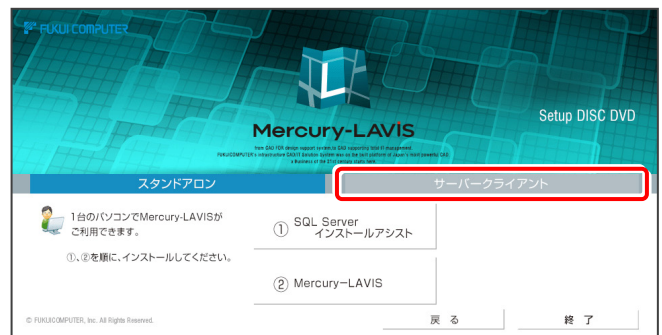 FUKUI COMPUTER
Mercury-LAVIS
Setup DISC DVD
スタンドアロン
サーバークライアント
1台のパソコンでMercury-LAVISが
ご利用できます。
①、②を順に、インストールしてください。
① SQL Server
インストールアシスト
② Mercury-LAVIS
© FUKUICOMPUTER, Inc. All Rights Reserved.
戻 る
終 了